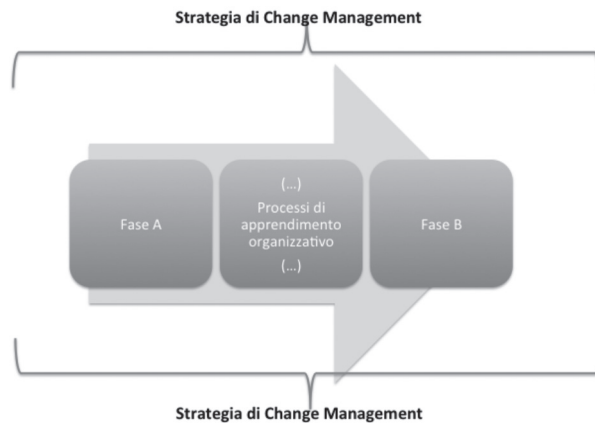 Strategia di Change Management
Fase A
(...)
Processi di
apprendimento
organizzativo
(...)
Fase B
Strategia di Change Management